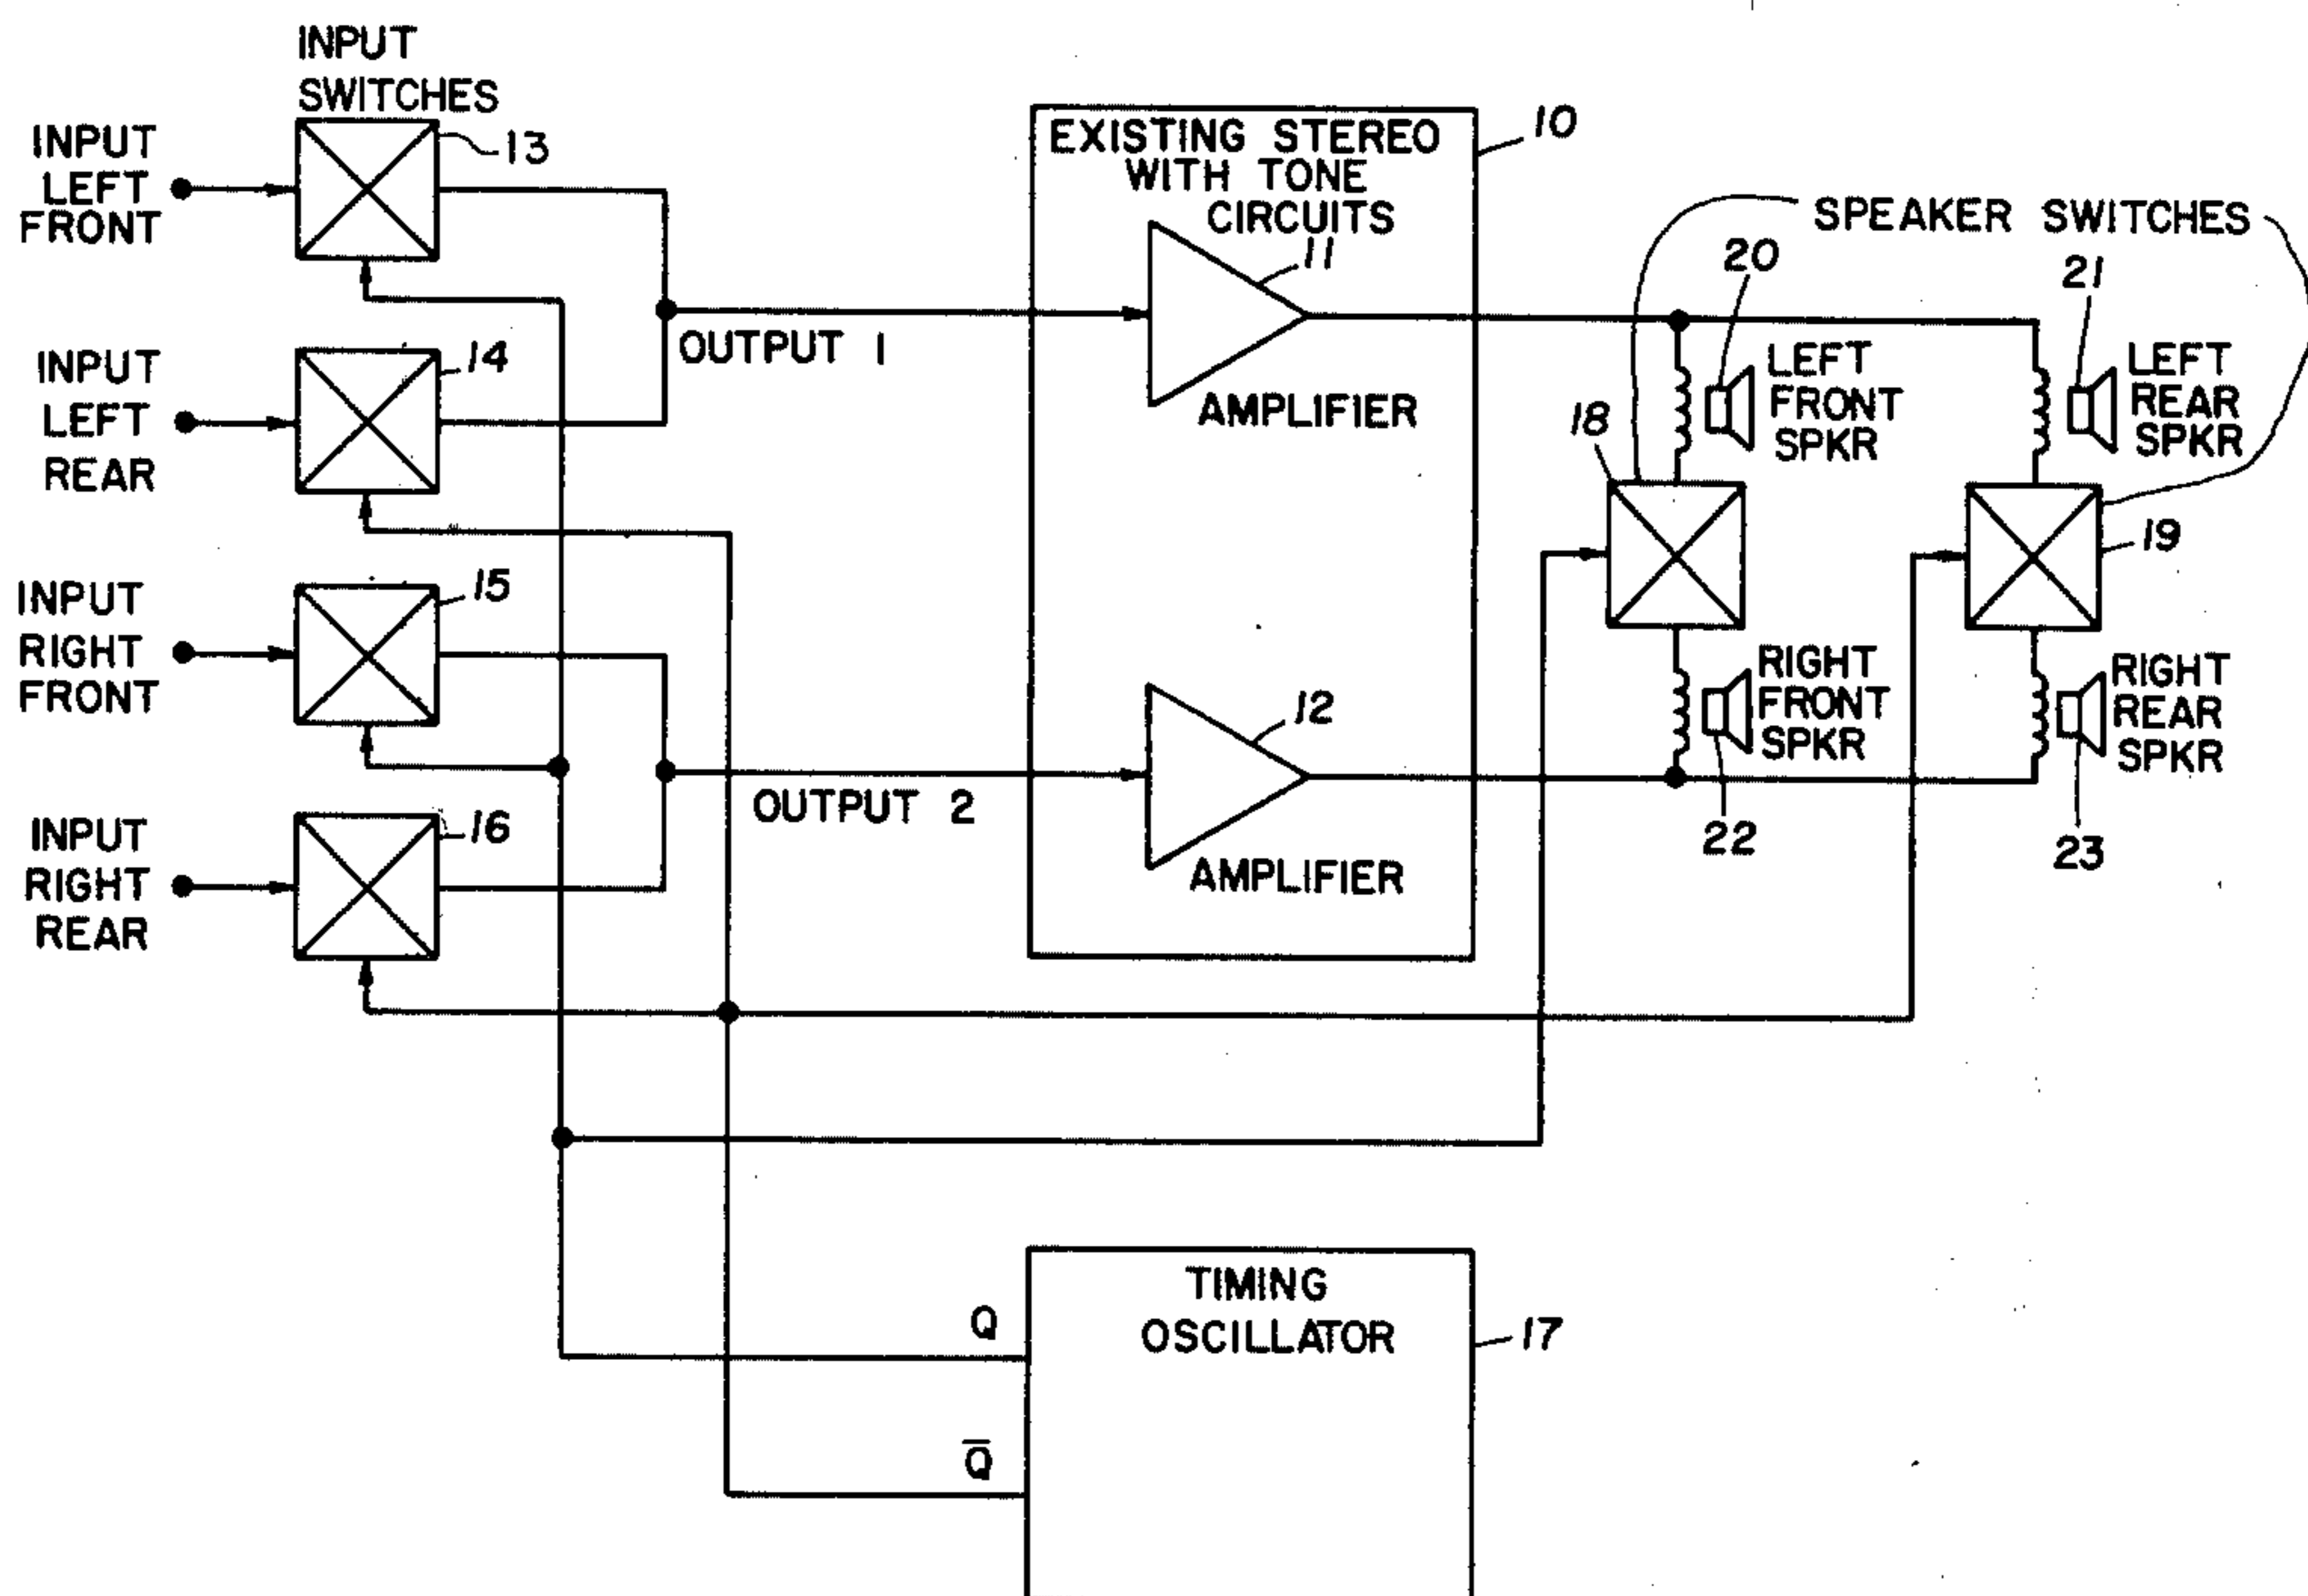 INPUT
SWITCHES
13
INPUT
LEFT
FRONT
14
INPUT
LEFT
REAR
15
INPUT
RIGHT
FRONT
16
INPUT
RIGHT
REAR
OUTPUT 1
OUTPUT 2
EXISTING STEREO
WITH TONE
CIRCUITS
10
11
AMPLIFIER
12
AMPLIFIER
SPEAKER SWITCHES
20
LEFT
FRONT
SPKR
21
LEFT
REAR
SPKR
18
19
RIGHT
FRONT
SPKR
22
RIGHT
REAR
SPKR
23
TIMING
OSCILLATOR
17
Q
Q̅